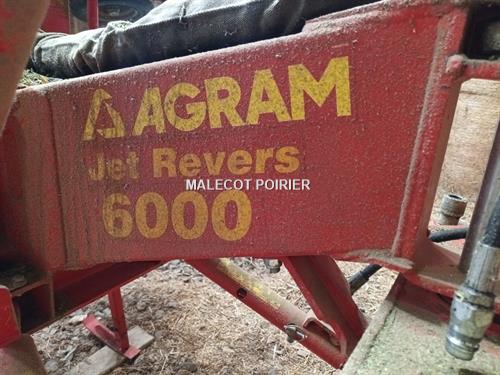 AGRAM
Jet Revers
MALECOT POIRIER
6000